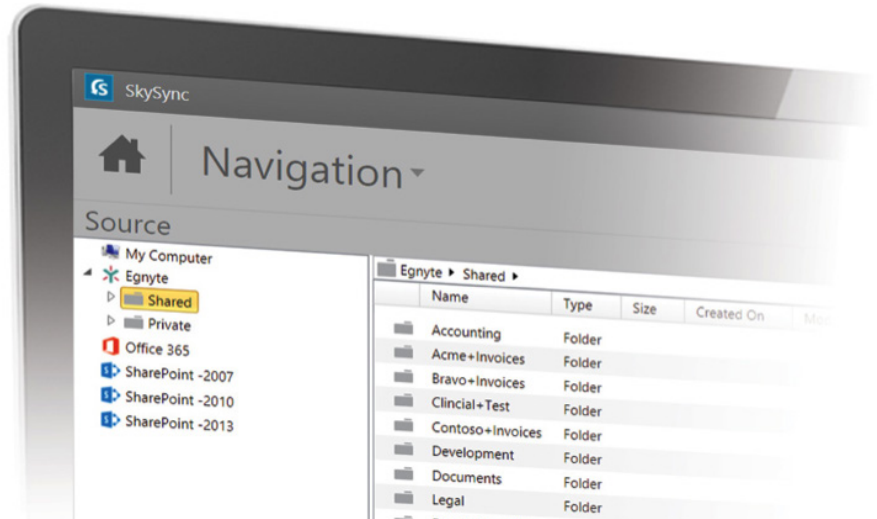 SkySync
Navigation
Source
My Computer
Egnyte
Shared
Private
Office 365
SharePoint -2007
SharePoint -2010
SharePoint -2013
Egnyte Shared
Name Type Size Created On
Accounting Folder
Acme+Invoices Folder
Bravo+Invoices Folder
Clincial+Test Folder
Contoso+Invoices Folder
Development Folder
Documents Folder
Legal Folder